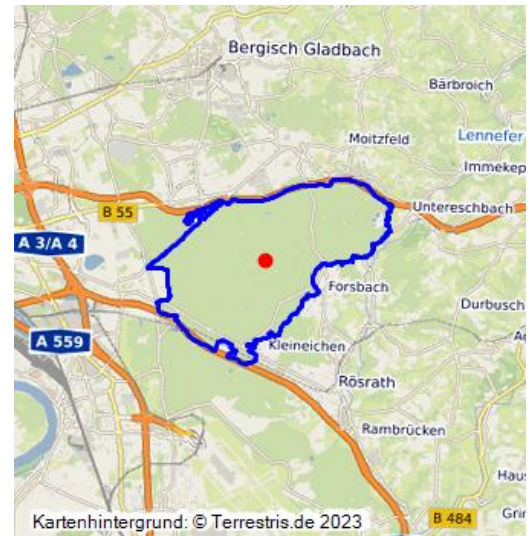 Bergisch Gladbach
Bärbroich
Moitzfeld
Lennefer
Immekep
B 55
Untereschbach
A 3/A 4
Forsbach
Durbusch
A 559
Kleineichen
Rösrath
Rambrücken
Haus
B 484
Grin
Kartenhintergrund: © Terrestris.de 2023